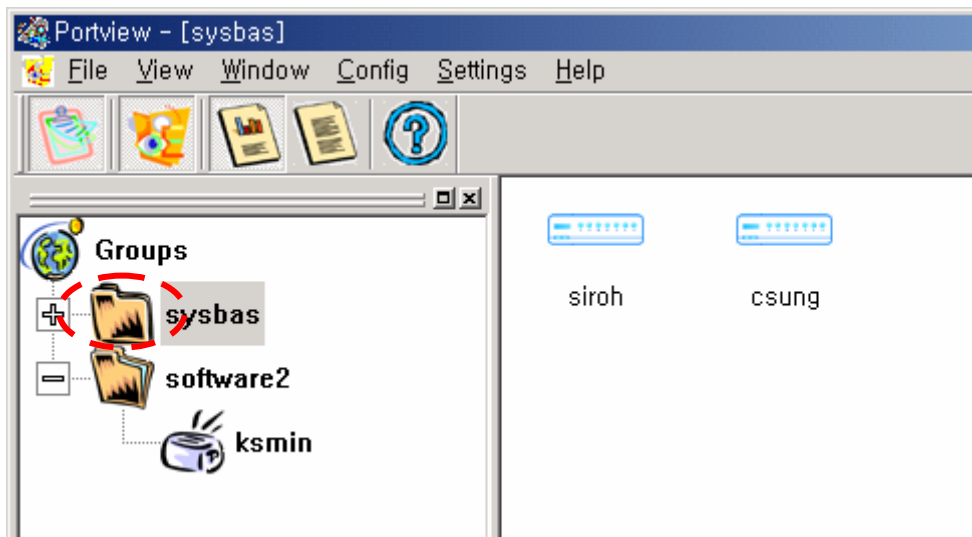 Portview - [sysbas]
File View Window Config Settings Help
Groups
sysbas
software2
ksmin
siroh
csung